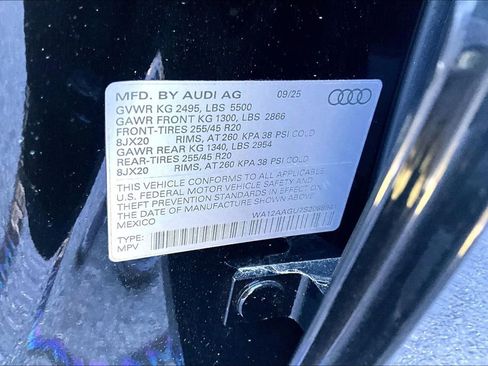 MFD. BY AUDI AG 09/25
GVWR KG 2495, LBS 5500
GAWR FRONT KG 1300, LBS 2866
FRONT-TIRES 255/45 R20
8JX20 RIMS, AT 260 KPA 38 PSI COLD
GAWR REAR KG 1340, LBS 2954
REAR-TIRES 255/45 R20
8JX20 RIMS, AT 260 KPA 38 PSI COLD
THIS VEHICLE CONFORMS TO ALL APPLICABLE
U.S. FEDERAL MOTOR VEHICLE SAFETY AND
THEFT PREVENTION STANDARDS IN EFFECT ON
THE DATE OF MANUFACTURE SHOWN ABOVE.
MEXICO
TYPE:
MPV